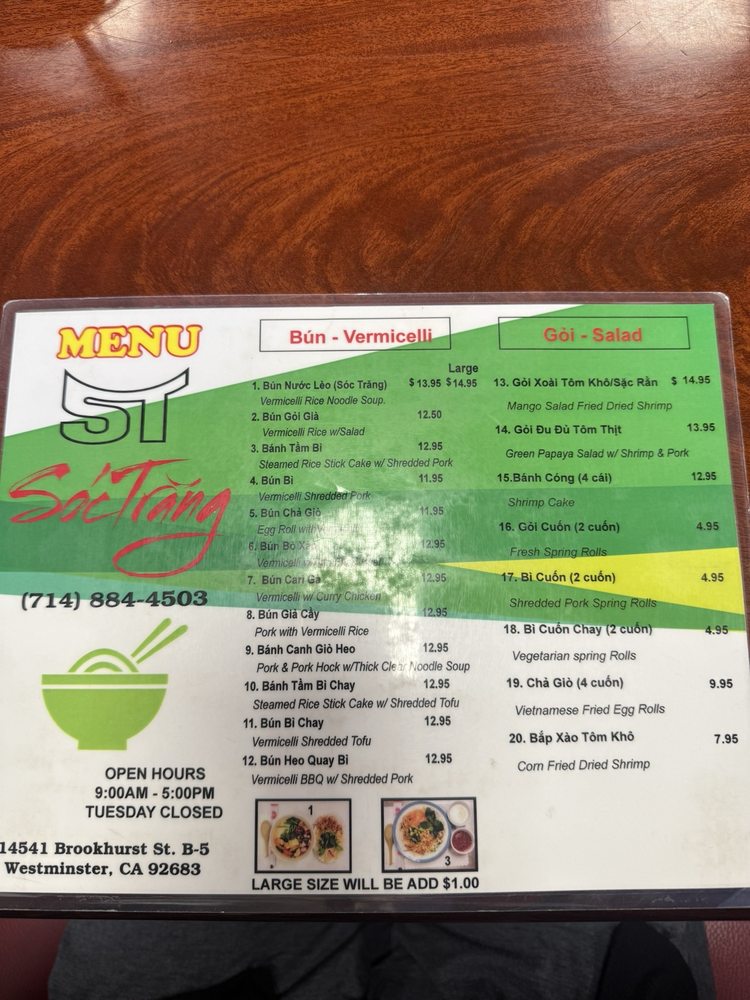 MENU
ST
Sóc Trăng
(714) 884-4503
OPEN HOURS
9:00AM - 5:00PM
TUESDAY CLOSED
14541 Brookhurst St. B-5
Westminster, CA 92683
Bún - Vermicelli
Large
1. Bún Nước Lèo (Sóc Trăng) $ 13.95 $ 14.95
Vermicelli Rice Noodle Soup.
2. Bún Gỏi Già 12.50
Vermicelli Rice w/Salad
3. Bánh Tằm Bì 12.95
Steamed Rice Stick Cake w/ Shredded Pork
4. Bún Bì 11.95
Vermicelli Shredded Pork
5. Bún Chả Giò 11.95
Egg Roll with
6. Bún Bò Xào 12.95
Vermicelli
7. Bún Cari Gà 12.95
Vermicelli w/ Curry Chicken
8. Bún Giả Cầy 12.95
Pork with Vermicelli Rice
9. Bánh Canh Giò Heo 12.95
Pork & Pork Hock w/Thick Clear Noodle Soup
10. Bánh Tằm Bì Chay 12.95
Steamed Rice Stick Cake w/ Shredded Tofu
11. Bún Bì Chay 12.95
Vermicelli Shredded Tofu
12. Bún Heo Quay Bì 12.95
Vermicelli BBQ w/ Shredded Pork
1
3
LARGE SIZE WILL BE ADD $1.00
Gỏi - Salad
13. Gỏi Xoài Tôm Khô/Sặc Rằn $ 14.95
Mango Salad Fried Dried Shrimp
14. Gỏi Đu Đủ Tôm Thịt 13.95
Green Papaya Salad w/ Shrimp & Pork
15.Bánh Cóng (4 cái) 12.95
Shrimp Cake
16. Gỏi Cuốn (2 cuốn) 4.95
Fresh Spring Rolls
17. Bì Cuốn (2 cuốn) 4.95
Shredded Pork Spring Rolls
18. Bì Cuốn Chay (2 cuốn) 4.95
Vegetarian spring Rolls
19. Chả Giò (4 cuốn) 9.95
Vietnamese Fried Egg Rolls
20. Bắp Xào Tôm Khô 7.95
Corn Fried Dried Shrimp